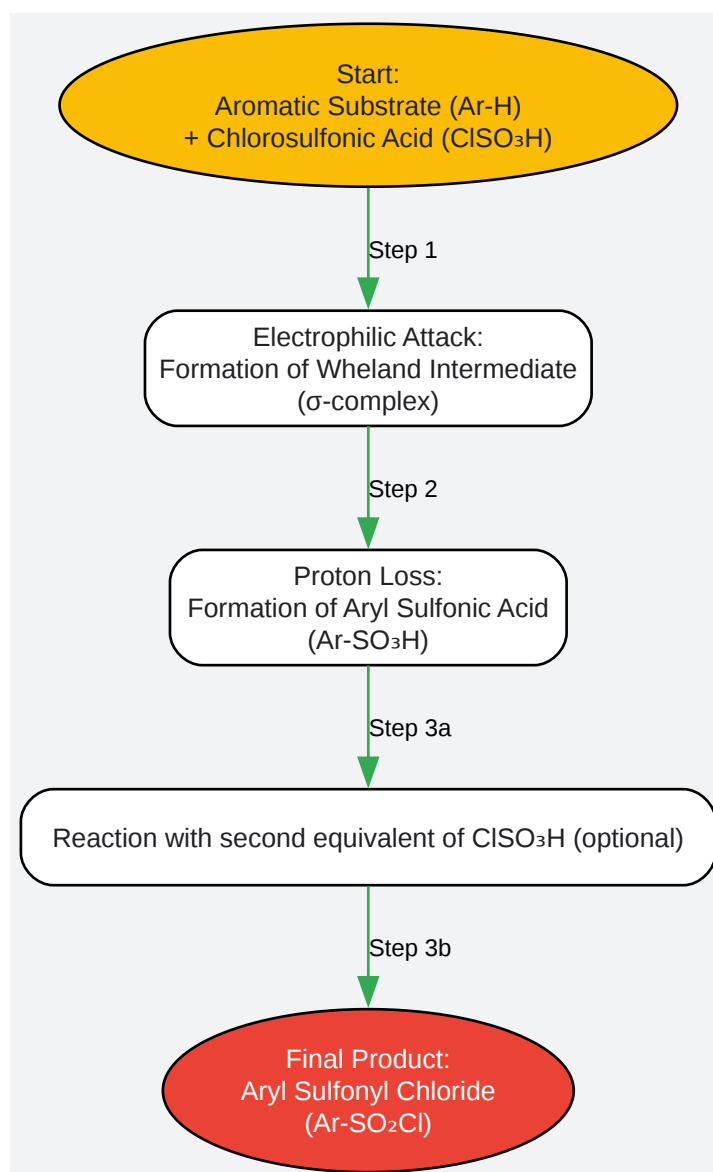 Start:
Aromatic Substrate (Ar-H)
+ Chlorosulfonic Acid (ClSO₃H)
Step 1
Electrophilic Attack:
Formation of Wheland Intermediate
(σ-complex)
Step 2
Proton Loss:
Formation of Aryl Sulfonic Acid
(Ar-SO₃H)
Step 3a
Reaction with second equivalent of ClSO₃H (optional)
Step 3b
Final Product:
Aryl Sulfonyl Chloride
(Ar-SO₂Cl)